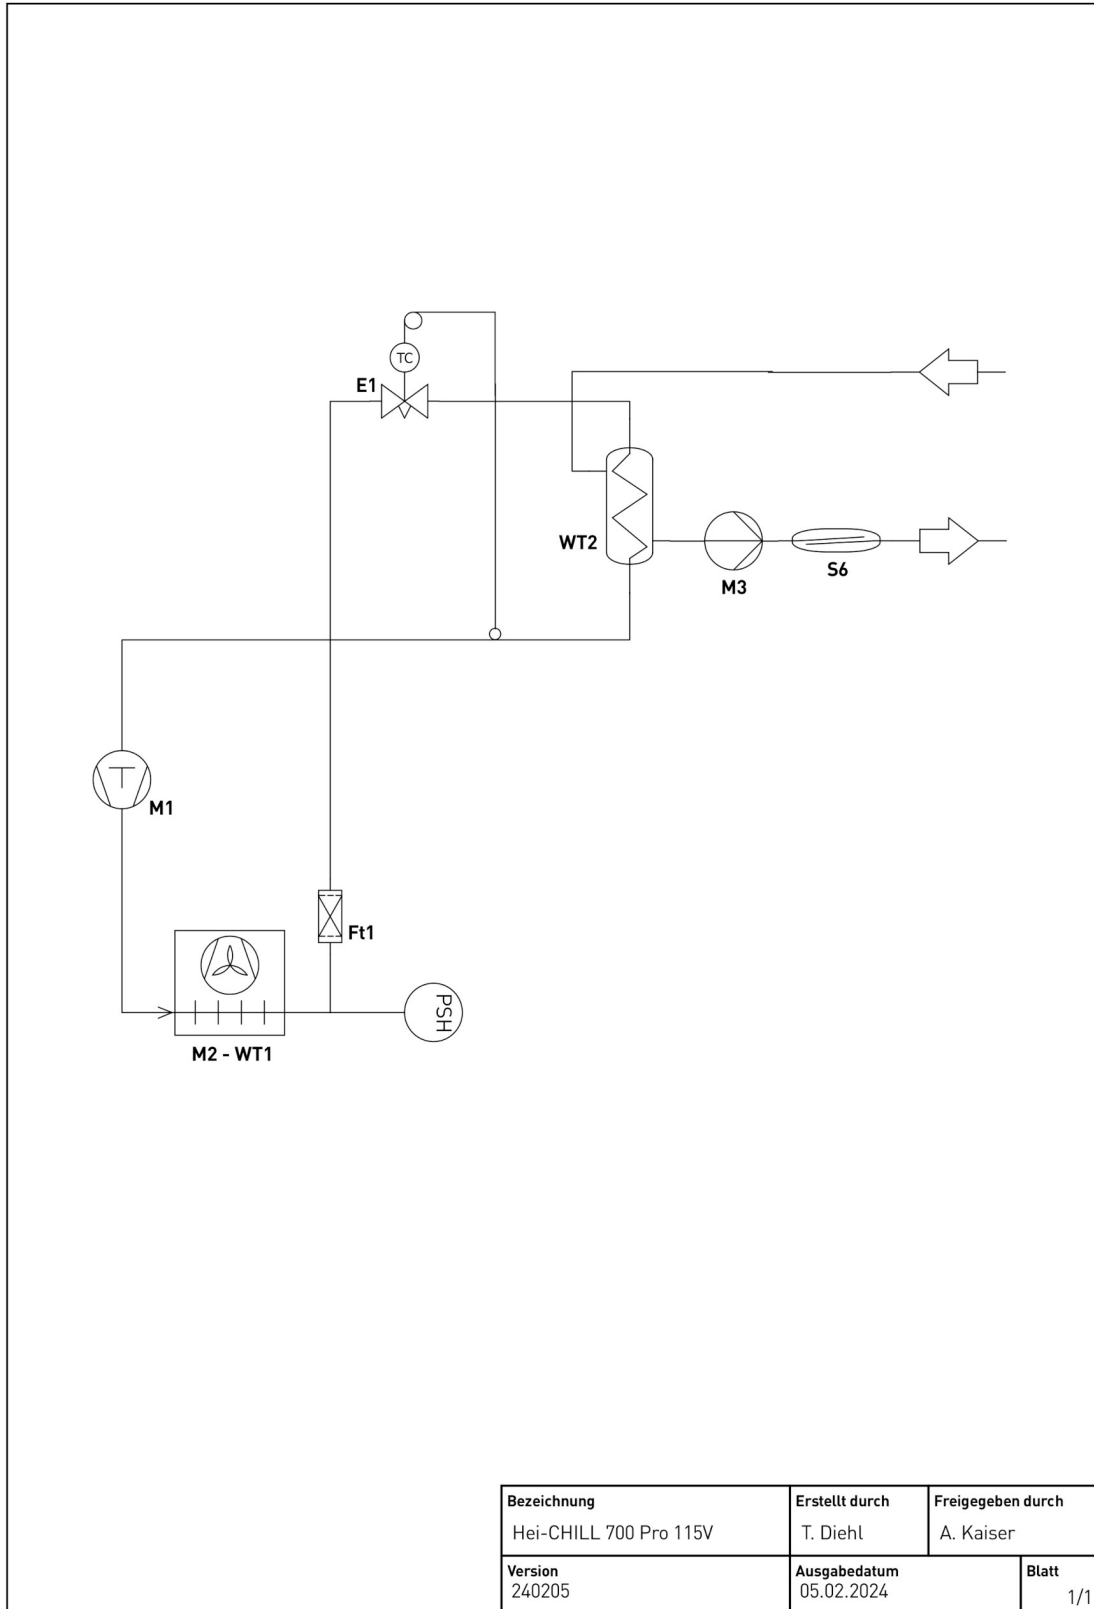 TC
E1
WT2
M3
S6
M1
Ft1
PSH
M2 - WT1
Bezeichnung
Hei-CHILL 700 Pro 115V
Erstellt durch
T. Diehl
Freigegeben durch
A. Kaiser
Version
240205
Ausgabedatum
05.02.2024
Blatt
1/1